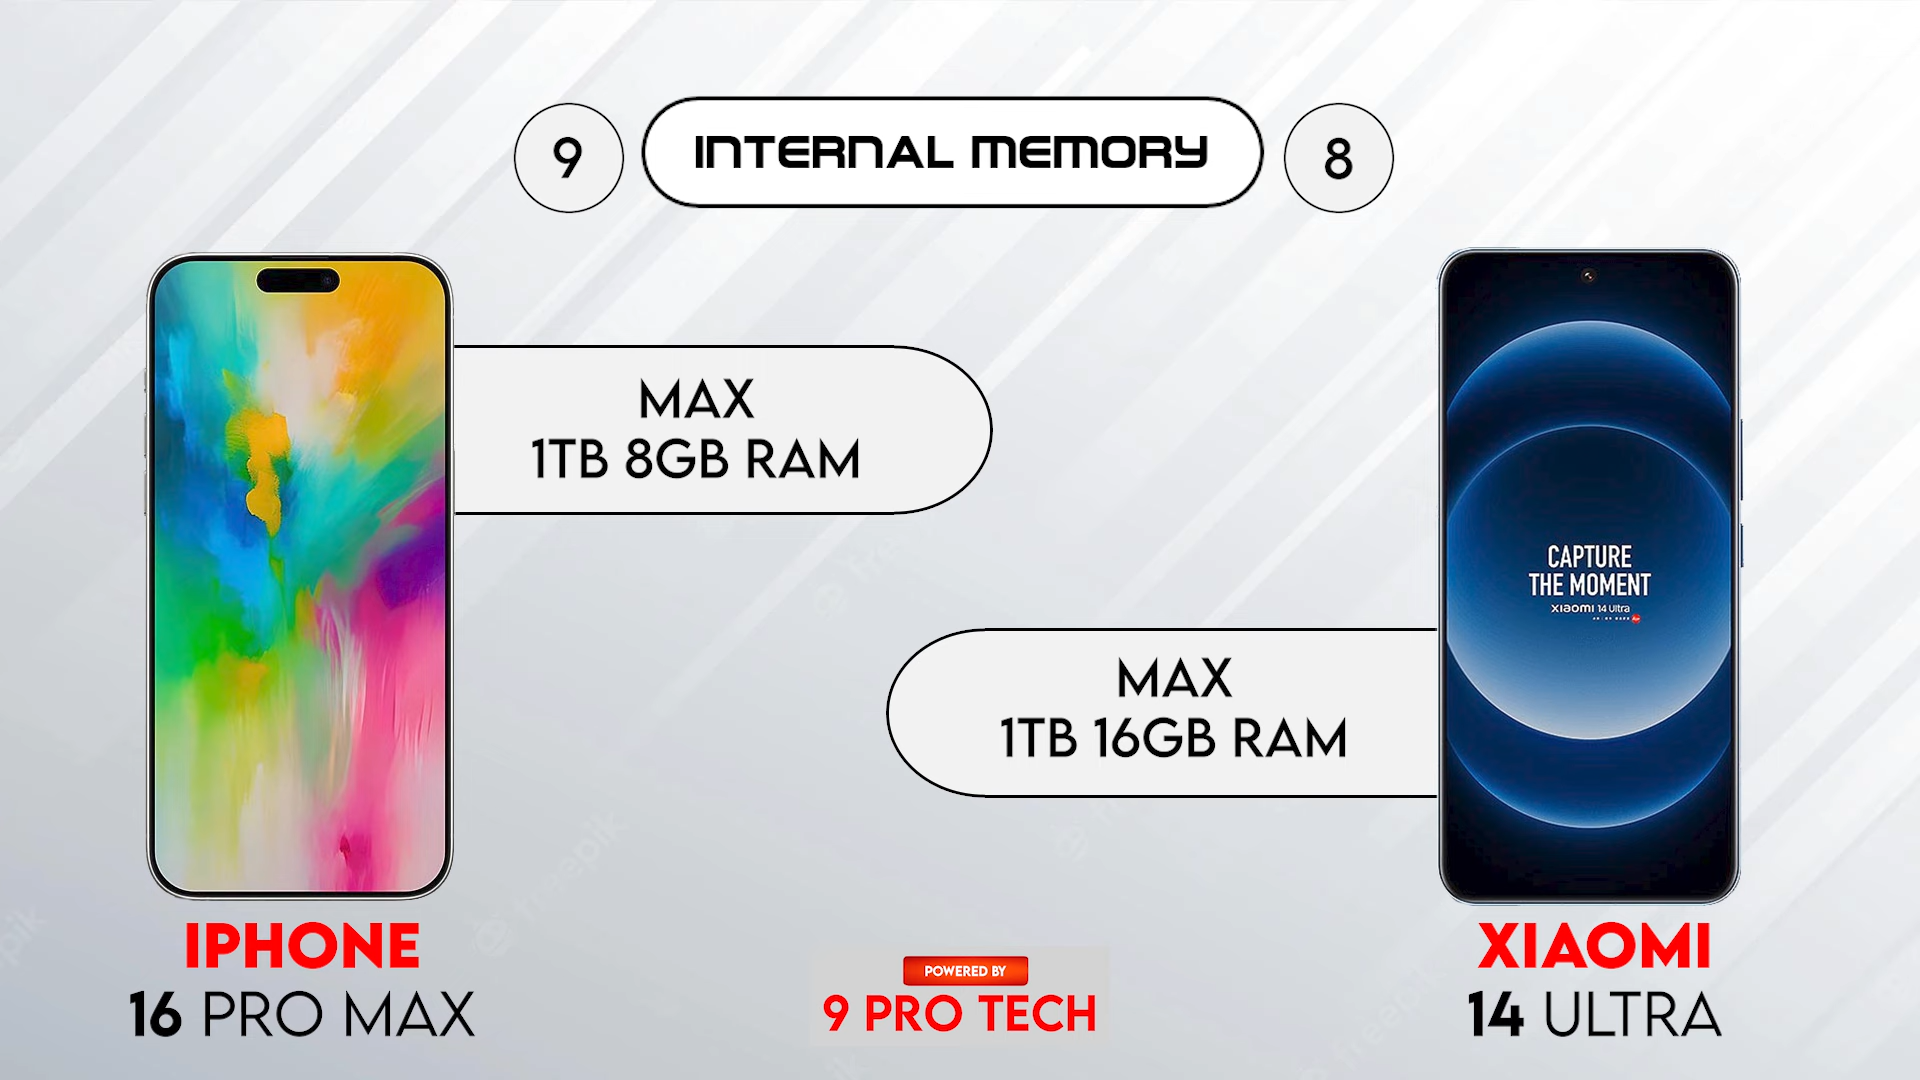 9
INTERNAL MEMORY
8
MAX
1TB 8GB RAM
MAX
1TB 16GB RAM
CAPTURE
THE MOMENT
xiaomi 14 Ultra
IPHONE
16 PRO MAX
POWERED BY
9 PRO TECH
XIAOMI
14 ULTRA
freepik